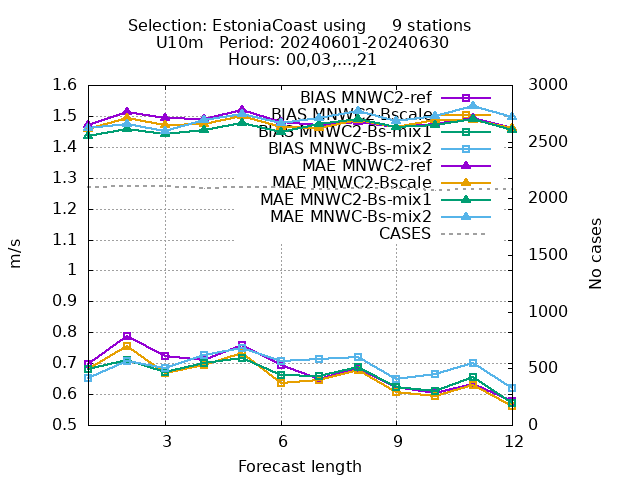 Selection: EstoniaCoast using 9 stations
U10m Period: 20240601-20240630
Hours: 00,03,...,21
1.6
1.5
1.4
1.3
1.2
1.1
1
0.9
0.8
0.7
0.6
0.5
m/s
BIAS MNWC2-ref
BIAS MNWC2-Bscale
BIAS MNWC2-Bs-mix1
BIAS MNWC-Bs-mix2
MAE MNWC2-ref
MAE MNWC2-Bscale
MAE MNWC2-Bs-mix1
MAE MNWC-Bs-mix2
CASES
3000
2500
2000
1500
1000
500
0
No cases
3 6 9 12
Forecast length